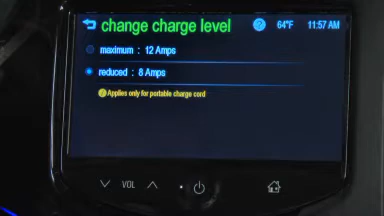 change charge level 64°F 11:57 AM
maximum : 12 Amps
reduced : 8 Amps
Applies only for portable charge cord
VOL